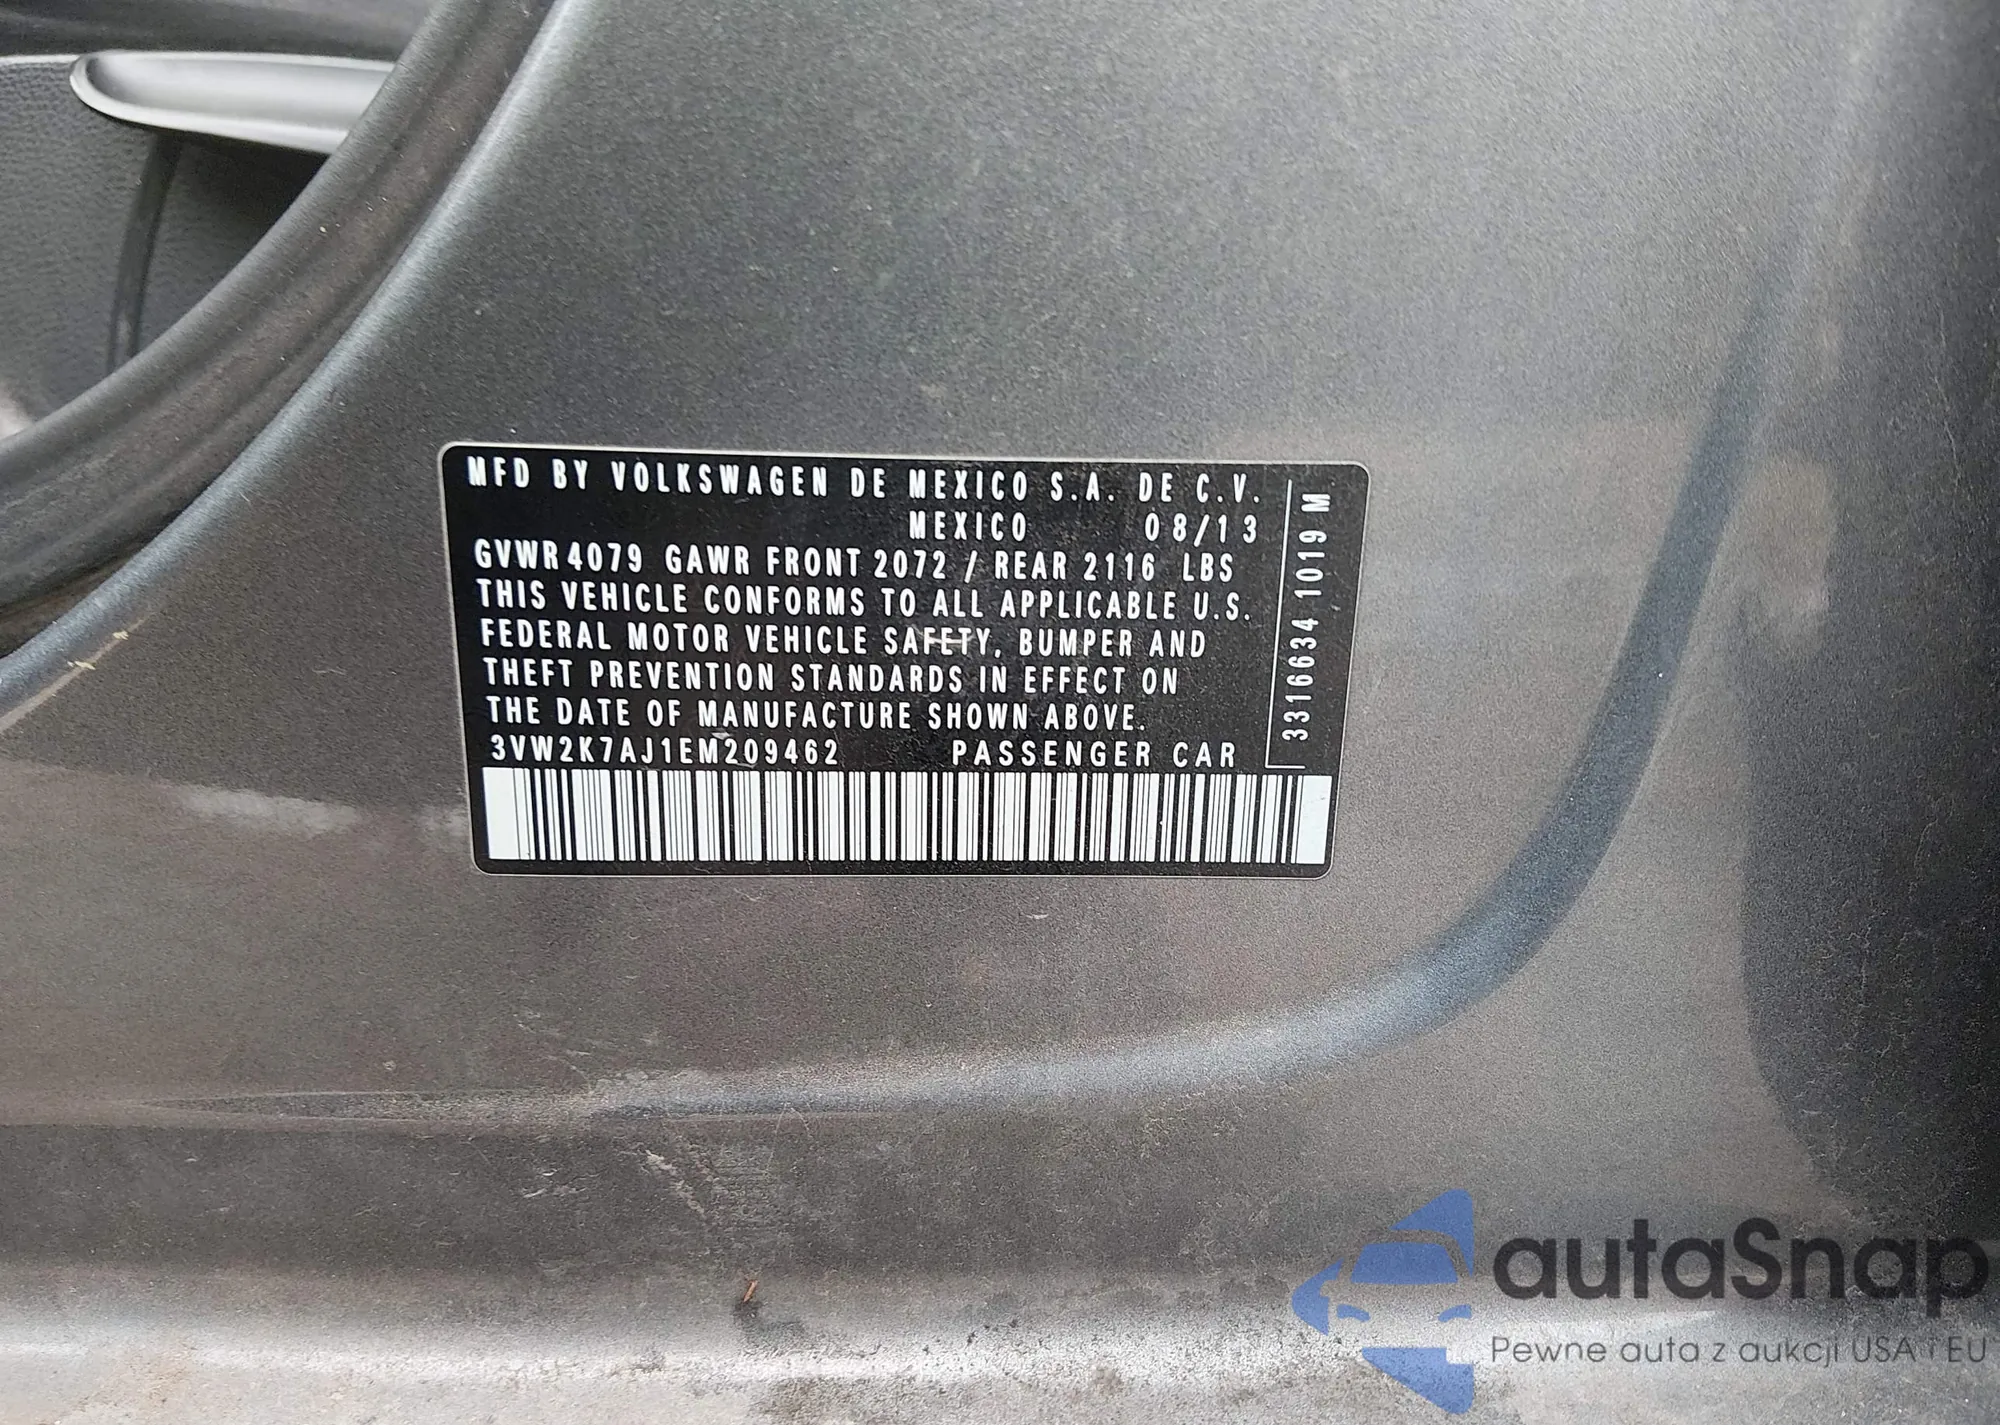 MFD BY VOLKSWAGEN DE MEXICO S.A. DE C.V.
MEXICO 08/13
GVWR 4079 GAWR FRONT 2072 / REAR 2116 LBS
THIS VEHICLE CONFORMS TO ALL APPLICABLE U.S.
FEDERAL MOTOR VEHICLE SAFETY, BUMPER AND
THEFT PREVENTION STANDARDS IN EFFECT ON
THE DATE OF MANUFACTURE SHOWN ABOVE.
3VW2K7AJ1EM209462 PASSENGER CAR
3316634 1019 M
autaSnap
Pewne auta z aukcji USA i EU